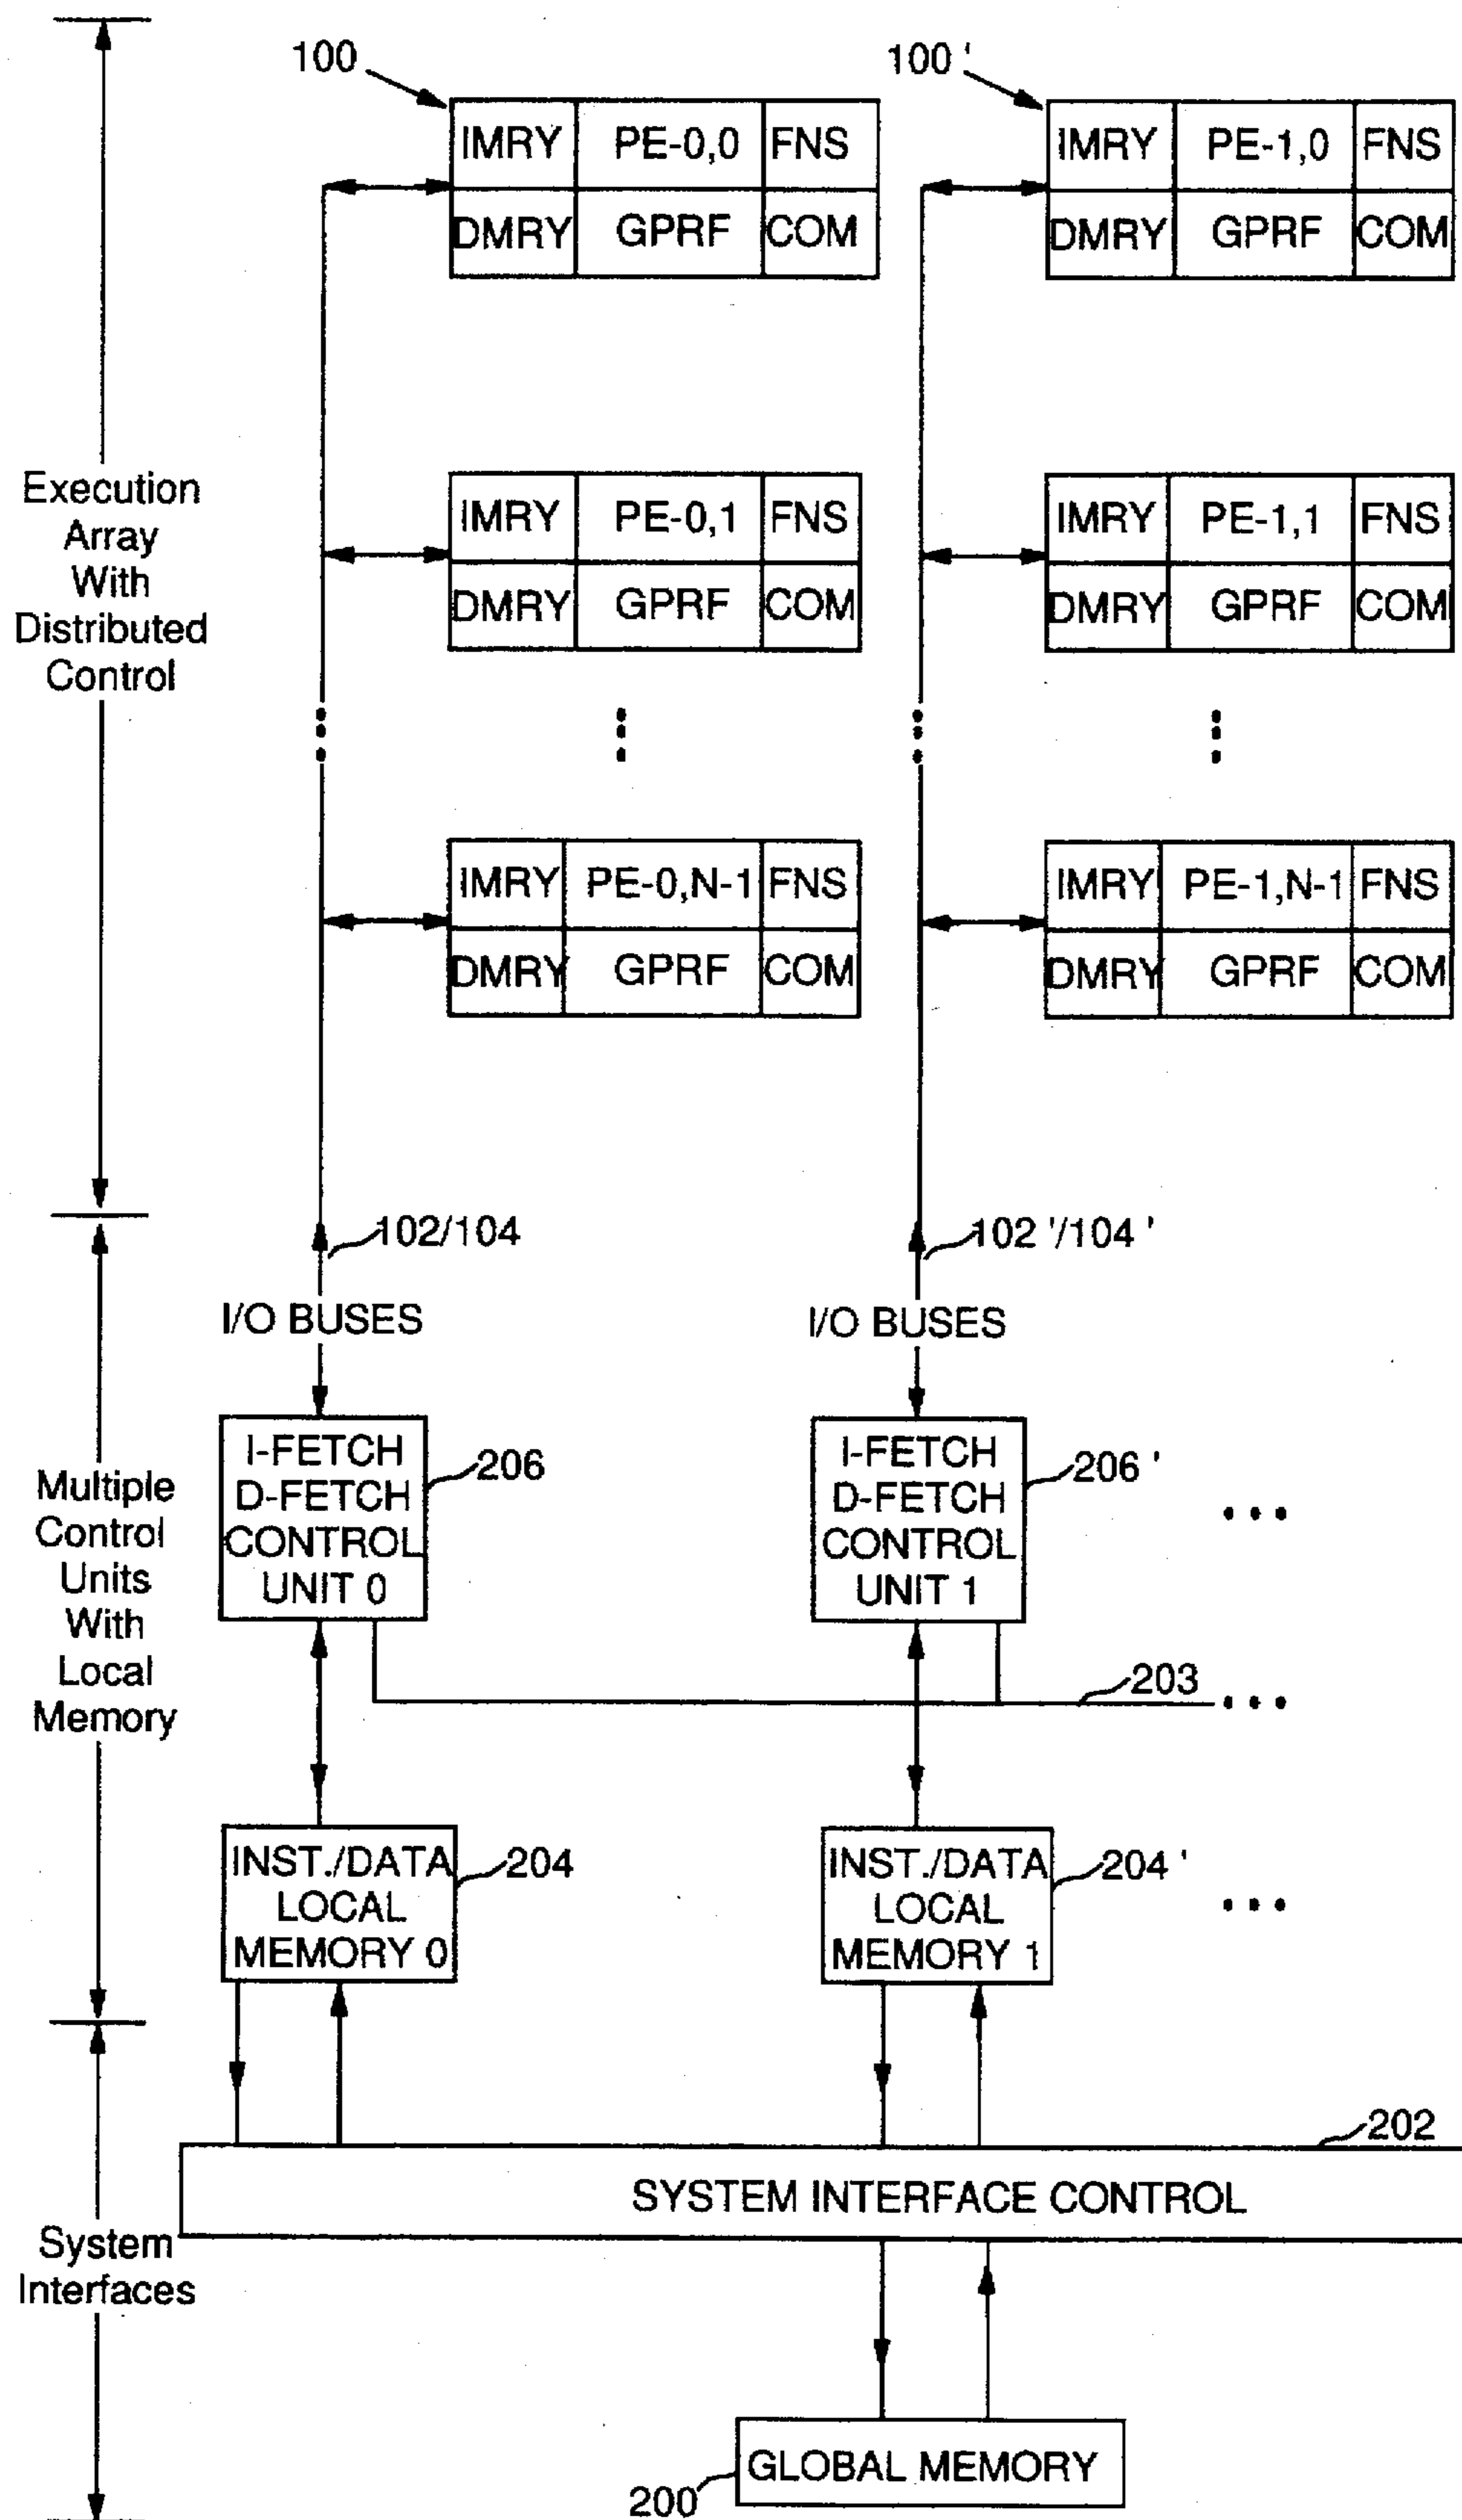 100
100 '
IMRY PE-0,0 FNS
DMRY GPRF COM
IMRY PE-1,0 FNS
DMRY GPRF COM
Execution
Array
With
Distributed
Control
IMRY PE-0,1 FNS
DMRY GPRF COM
IMRY PE-1,1 FNS
DMRY GPRF COM
IMRY PE-0,N-1 FNS
DMRY GPRF COM
IMRY PE-1,N-1 FNS
DMRY GPRF COM
102/104
102 '/104 '
I/O BUSES
I/O BUSES
Multiple
Control
Units
With
Local
Memory
I-FETCH
D-FETCH
CONTROL
UNIT 0
206
I-FETCH
D-FETCH
CONTROL
UNIT 1
206 '
203
INST./DATA
LOCAL
MEMORY 0
204
INST./DATA
LOCAL
MEMORY 1
204 '
202
SYSTEM INTERFACE CONTROL
System
Interfaces
GLOBAL MEMORY
200